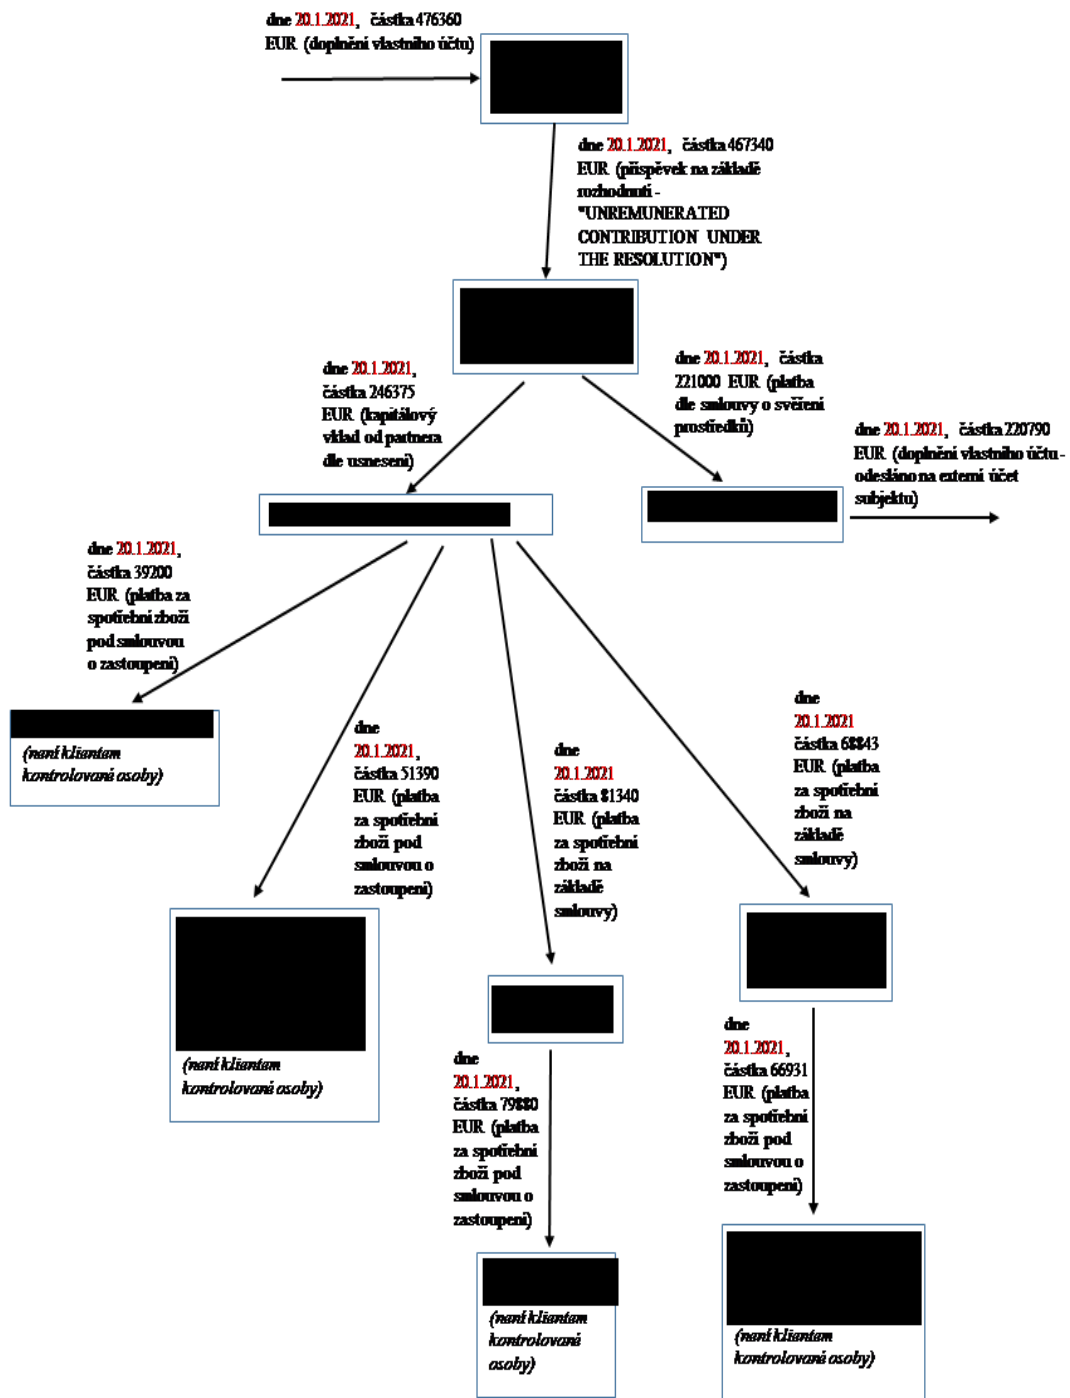 dne 20.1.2021, částka 476360
EUR (doplnění vlastního účtu)
dne 20.1.2021, částka 467340
EUR (příspěvek na základě
rozhodnutí -
"UNREMUNERATED
CONTRIBUTION UNDER
THE RESOLUTION")
dne 20.1.2021,
částka 246375
EUR (kapitálový
vklad od partnera
dle usnesení)
dne 20.1.2021, částka
221000 EUR (platba
dle smlouvy o svěření
prostředků)
dne 20.1.2021, částka 220790
EUR (doplnění vlastního účtu -
odesláno na externí účet
subjektu)
dne 20.1.2021,
částka 39200
EUR (platba za
spotřební zboží
pod smlouvou
o zastoupení)
(naní klientam
kontrolované osoby)
dne
20.1.2021,
částka 51390
EUR (platba
za spotřební
zboží pod
smlouvou o
zastoupení)
(naní klientam
kontrolované osoby)
dne
20.1.2021
částka 81340
EUR (platba
za spotřební
zboží na
základě
smlouvy)
dne
20.1.2021
částka 68843
EUR (platba
za spotřební
zboží na
základě
smlouvy)
dne
20.1.2021,
částka 79880
EUR (platba
za spotřební
zboží pod
smlouvou o
zastoupení)
(naní klientam
kontrolované
osoby)
dne
20.1.2021,
částka 66931
EUR (platba
za spotřební
zboží pod
smlouvou o
zastoupení)
(naní klientam
kontrolované osoby)